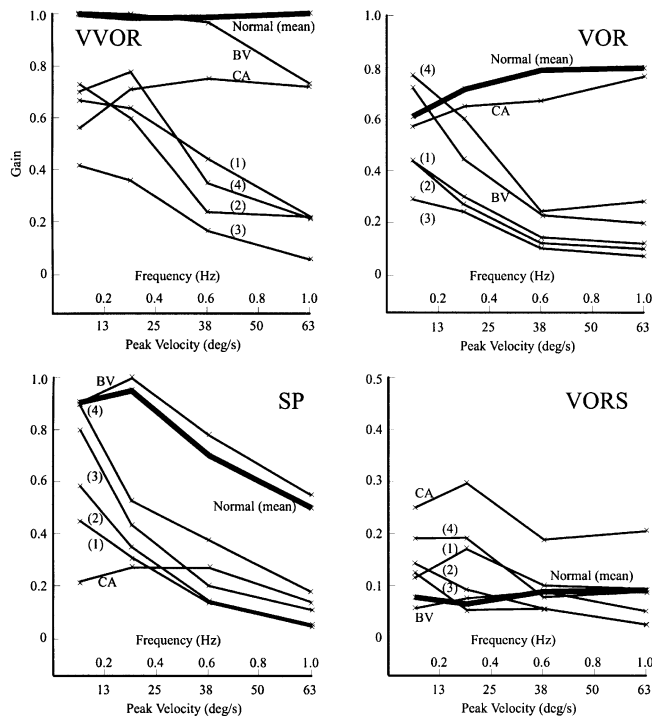 1.0
VVOR
Normal (mean)
BV
0.8
CA
0.6
Gain
0.4
(1)
(4)
0.2
(2)
(3)
0
Frequency (Hz)
0.2 0.4 0.6 0.8 1.0
13 25 38 50 63
Peak Velocity (deg/s)
1.0
VOR
Normal (mean)
0.8
(4)
CA
0.6
0.4
(1)
(2)
BV
0.2
(3)
0
Frequency (Hz)
0.2 0.4 0.6 0.8 1.0
13 25 38 50 63
Peak Velocity (deg/s)
1.0
BV
SP
(4)
0.8
(3)
0.6
Normal (mean)
(2)
0.4
(1)
0.2
CA
0
Frequency (Hz)
0.2 0.4 0.6 0.8 1.0
13 25 38 50 63
Peak Velocity (deg/s)
0.5
VORS
0.3
CA
0.2
(4)
(1)
(2)
Normal (mean)
(3)
0.1
BV
0
Frequency (Hz)
0.2 0.4 0.6 0.8 1.0
13 25 38 50 63
Peak Velocity (deg/s)